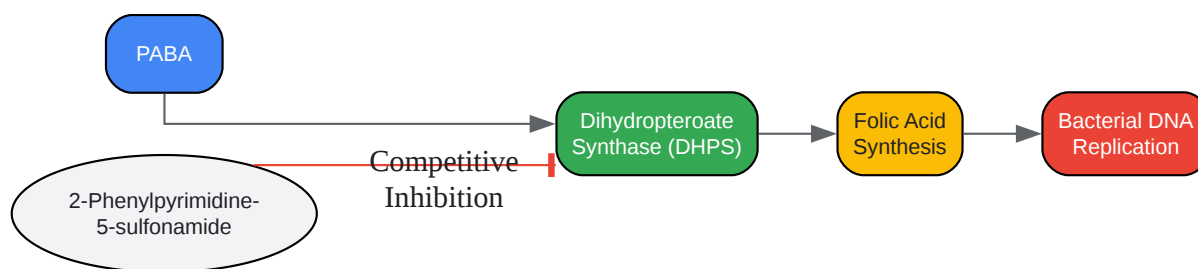 PABA
Dihydropteroate
Synthase (DHPS)
Folic Acid
Synthesis
Bacterial DNA
Replication
Competitive
Inhibition
2-Phenylpyrimidine-
5-sulfonamide